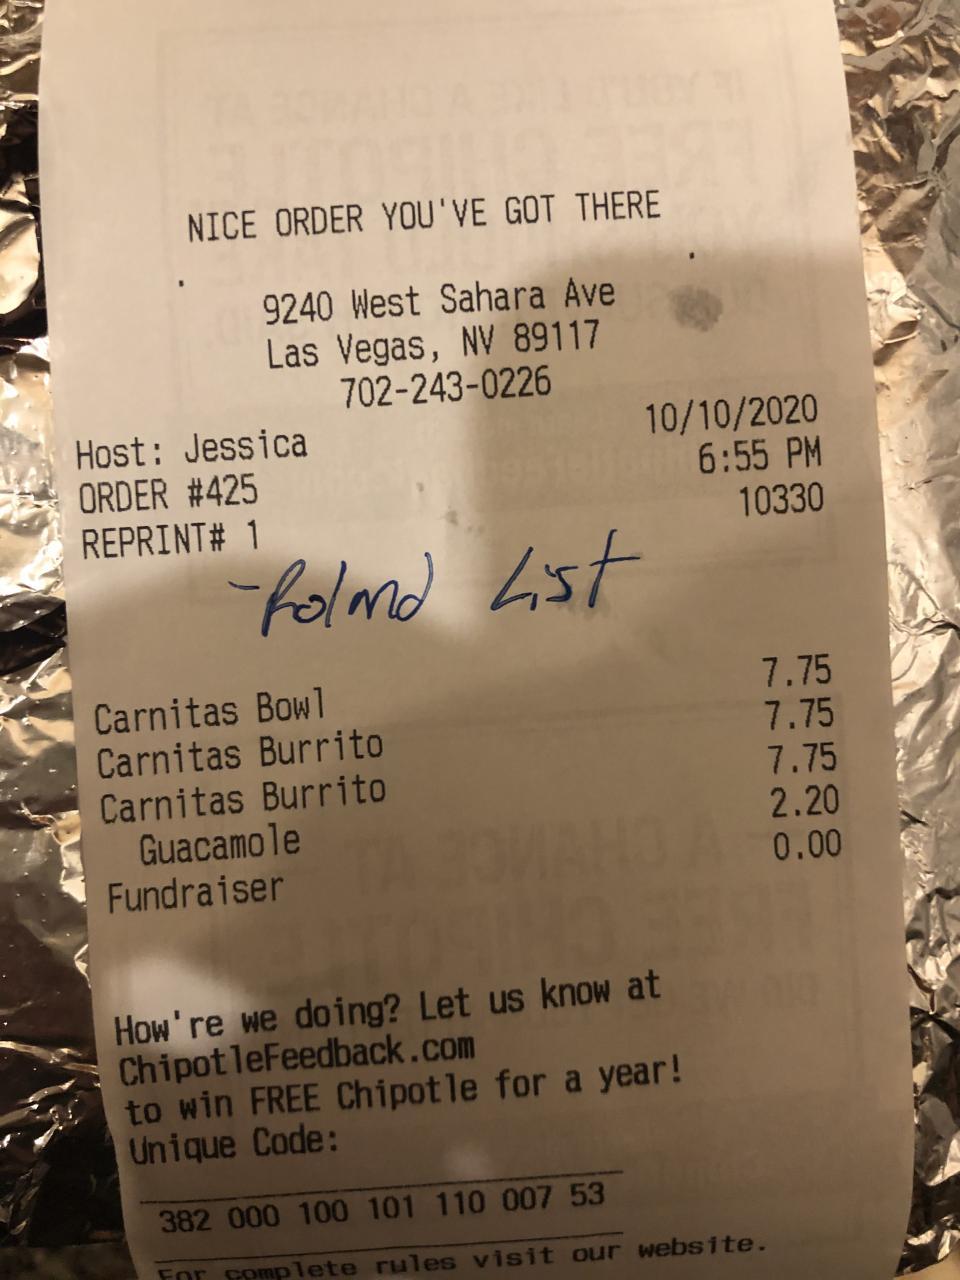 NICE ORDER YOU'VE GOT THERE
9240 West Sahara Ave
Las Vegas, NV 89117
702-243-0226
Host: Jessica 10/10/2020
ORDER #425 6:55 PM
REPRINT# 1 10330
-Roland List
Carnitas Bowl 7.75
Carnitas Burrito 7.75
Carnitas Burrito 7.75
Guacamole 2.20
Fundraiser 0.00
How're we doing? Let us know at
ChipotleFeedback.com
to win FREE Chipotle for a year!
Unique Code:
382 000 100 101 110 007 53
For complete rules visit our website.